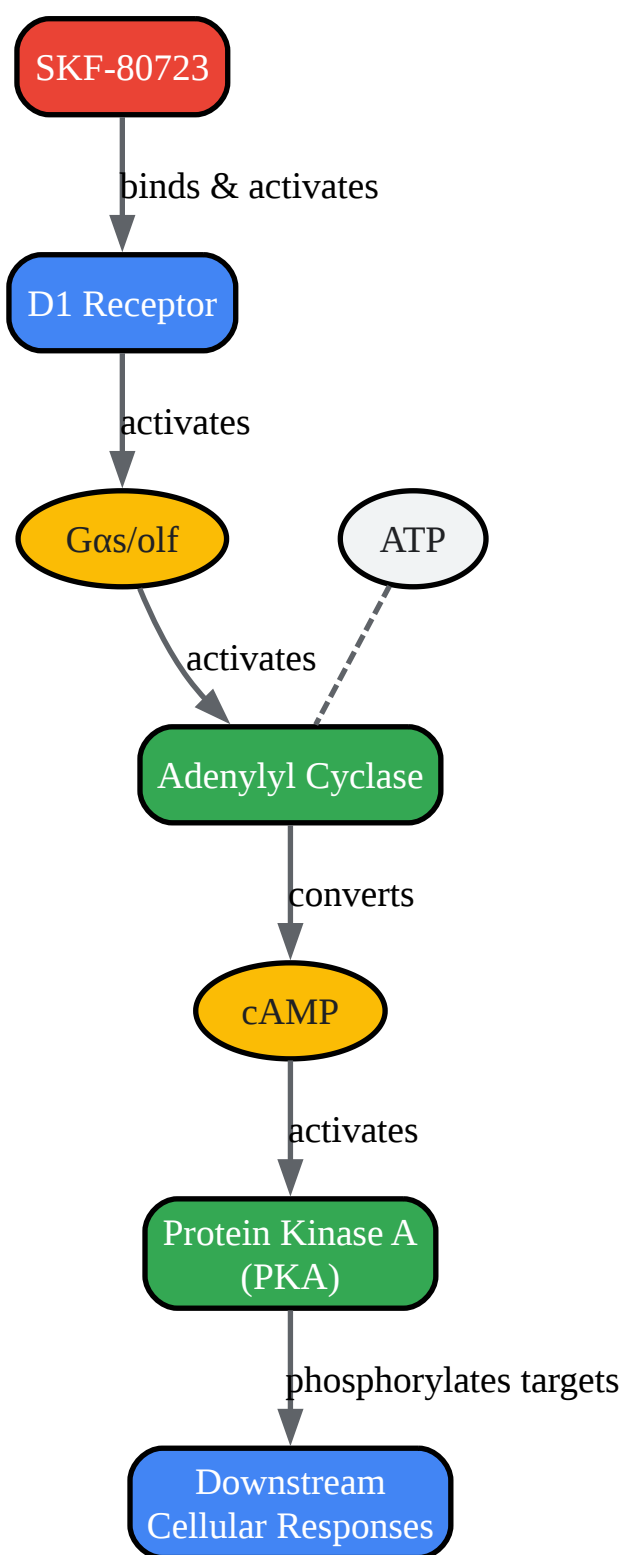 SKF-80723
binds & activates
D1 Receptor
activates
Gαs/olf
ATP
activates
Adenylyl Cyclase
converts
cAMP
activates
Protein Kinase A
(PKA)
phosphorylates targets
Downstream
Cellular Responses